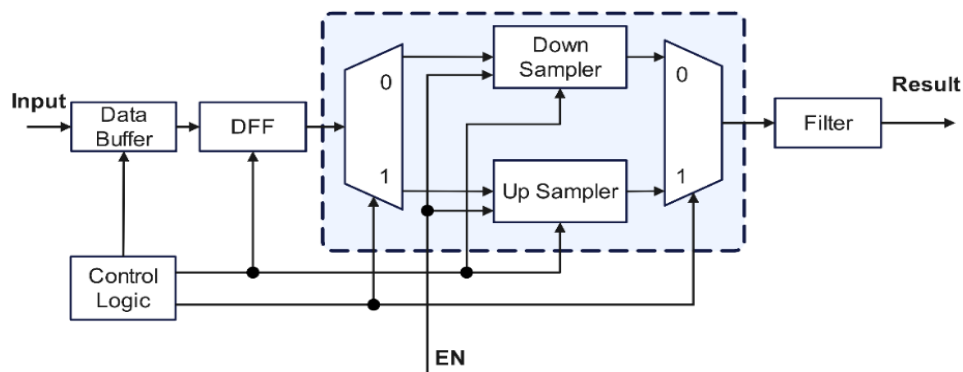 Input
Data
Buffer
DFF
0
1
Down
Sampler
Up Sampler
0
1
Filter
Result
Control
Logic
EN